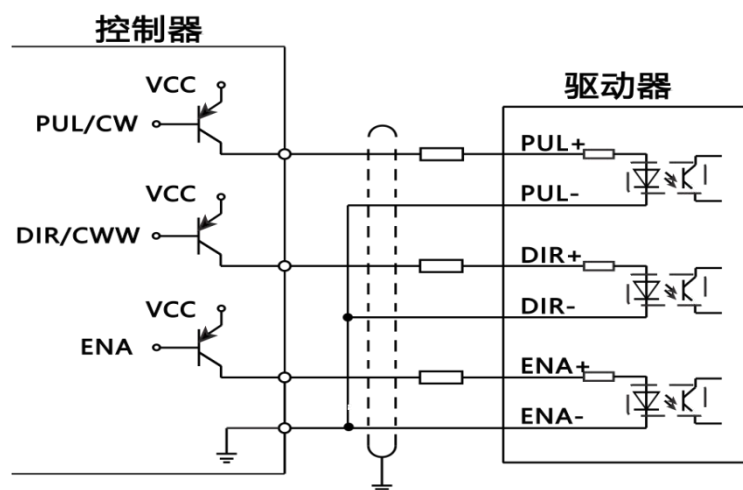 控制器
驱动器
VCC
PUL/CW
PUL+
PUL-
VCC
DIR/CWW
DIR+
DIR-
VCC
ENA
ENA+
ENA-